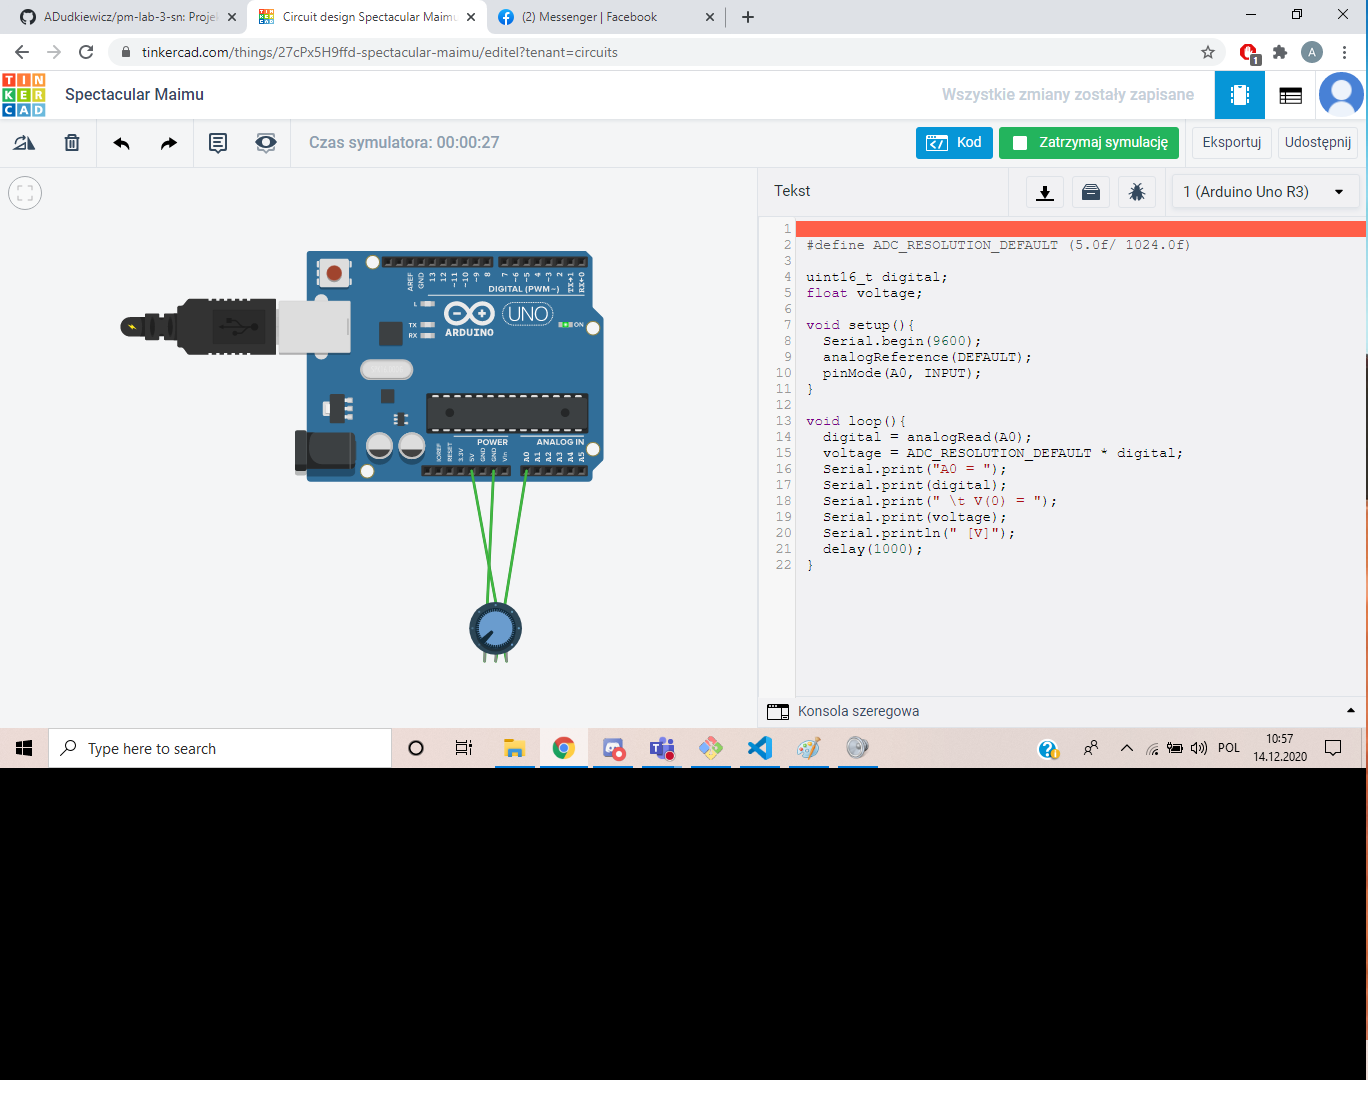 ADudkiewicz/pm-lab-3-sn: Proje
Circuit design Spectacular Maimu
(2) Messenger | Facebook
tinkercad.com/things/27cPx5H9ffd-spectacular-maimu/editel?tenant=circuits
1
A
TIN
KER
CAD
Spectacular Maimu
Wszystkie zmiany zostały zapisane
Czas symulatora: 00:00:27
Kod
Zatrzymaj symulację
Eksportuj
Udostępnij
Tekst
1 (Arduino Uno R3)
AREF
GND
13
12
~11
~10
~9
8
7
~6
~5
4
~3
2
TX→1
RX←0
DIGITAL (PWM~)
L
TX
RX
UNO
ARDUINO
ON
POWER
ANALOG IN
IOREF
RESET
3.3V
5V
GND
GND
Vin
A0
A1
A2
A3
A4
A5
1
2 #define ADC_RESOLUTION_DEFAULT (5.0f/ 1024.0f)
3
4 uint16_t digital;
5 float voltage;
6
7 void setup(){
8 Serial.begin(9600);
9 analogReference(DEFAULT);
10 pinMode(A0, INPUT);
11 }
12
13 void loop(){
14 digital = analogRead(A0);
15 voltage = ADC_RESOLUTION_DEFAULT * digital;
16 Serial.print("A0 = ");
17 Serial.print(digital);
18 Serial.print(" \t V(0) = ");
19 Serial.print(voltage);
20 Serial.println(" [V]");
21 delay(1000);
22 }
Konsola szeregowa
Type here to search
POL
10:57
14.12.2020